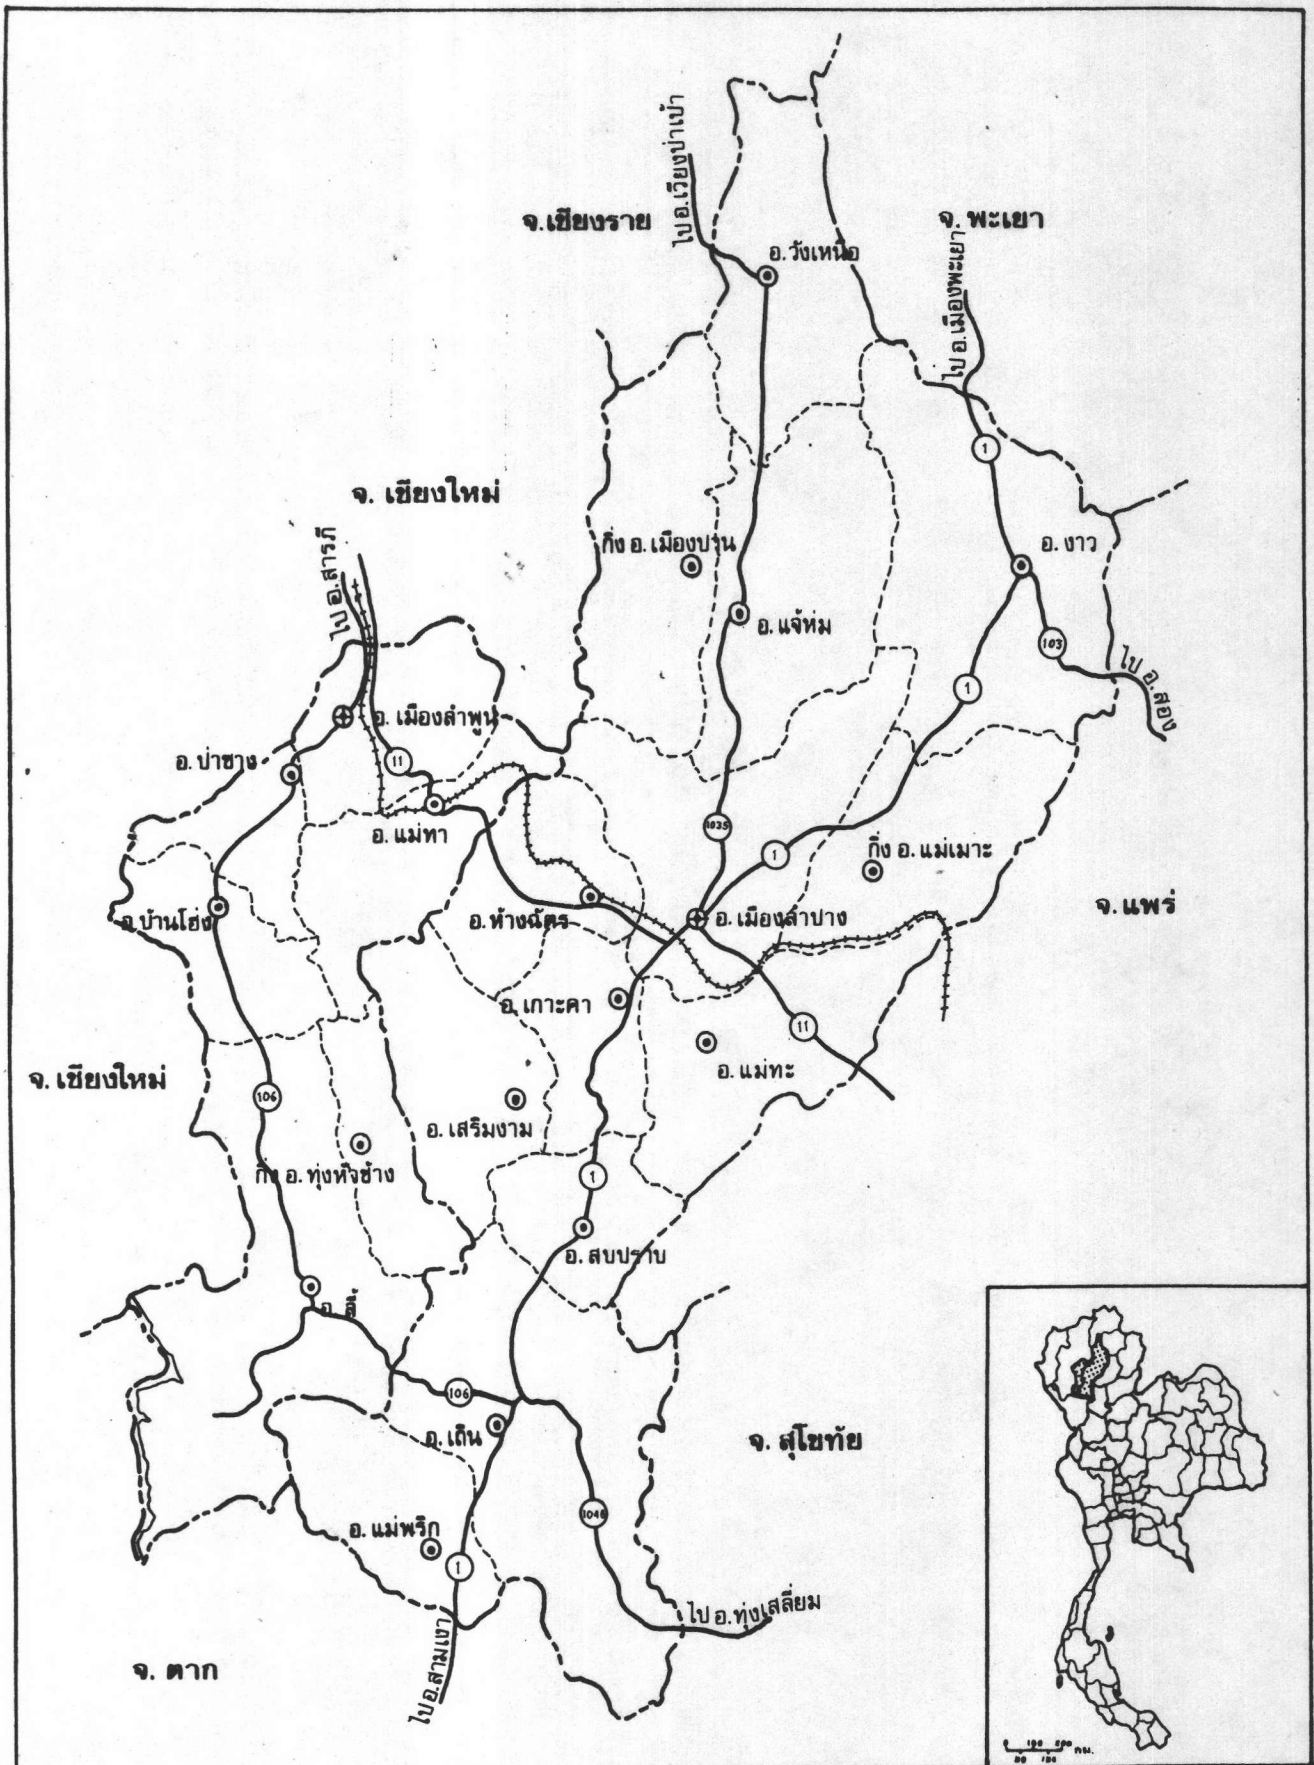 จ.เชียงราย
ไป อ.เวียงป่าเป้า
อ.วังเหนือ
จ. พะเยา
ไป อ.เมืองพะเยา
1
จ. เชียงใหม่
ไป อ.สารภี
กิ่ง อ.เมืองปาน
อ. งาว
อ. แจ้ห่ม
103
ไป อ.สอง
1
อ. เมืองลำพูน
อ. ป่าซาง
11
อ. แม่ทา
1035
1
กิ่ง อ.แม่เมาะ
จ.แพร่
อ.บ้านโฮ่ง
อ.ห้างฉัตร
อ.เมืองลำปาง
อ.เกาะคา
11
อ. แม่ทะ
จ. เชียงใหม่
106
อ. เสริมงาม
กิ่ง อ.ทุ่งหัวช้าง
1
อ. สบปราบ
อ. ลี้
106
อ. เถิน
จ. สุโขทัย
1048
อ. แม่พริก
1
ไป อ.ทุ่งเสลี่ยม
จ. ตาก
ไป อ.สามเงา
0 100 200 กม.
50 150